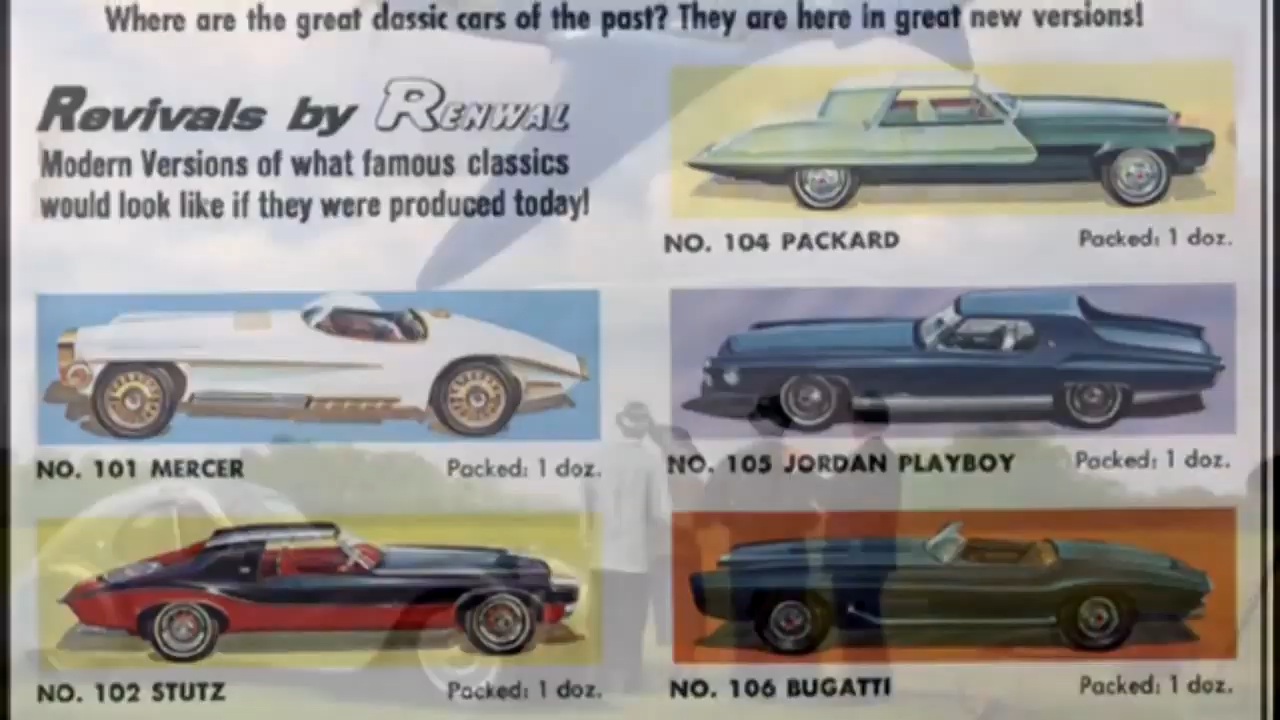 Where are the great classic cars of the past? They are here in great new versions!
Revivals by RENWAL
Modern Versions of what famous classics
would look like if they were produced today!
NO. 104 PACKARD Packed: 1 doz.
NO. 101 MERCER Packed: 1 doz.
NO. 105 JORDAN PLAYBOY Packed: 1 doz.
NO. 102 STUTZ Packed: 1 doz.
NO. 106 BUGATTI Packed: 1 doz.